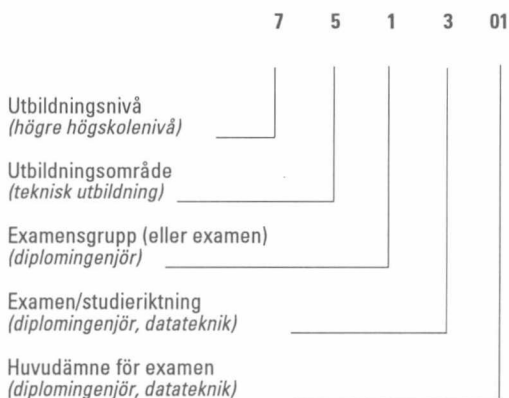 7 5 1 3 01
Utbildningsnivå
(högre högskolenivå)
Utbildningsområde
(teknisk utbildning)
Examensgrupp (eller examen)
(diplomingenjör)
Examen/studieriktning
(diplomingenjör, datateknik)
Huvudämne för examen
(diplomingenjör, datateknik)